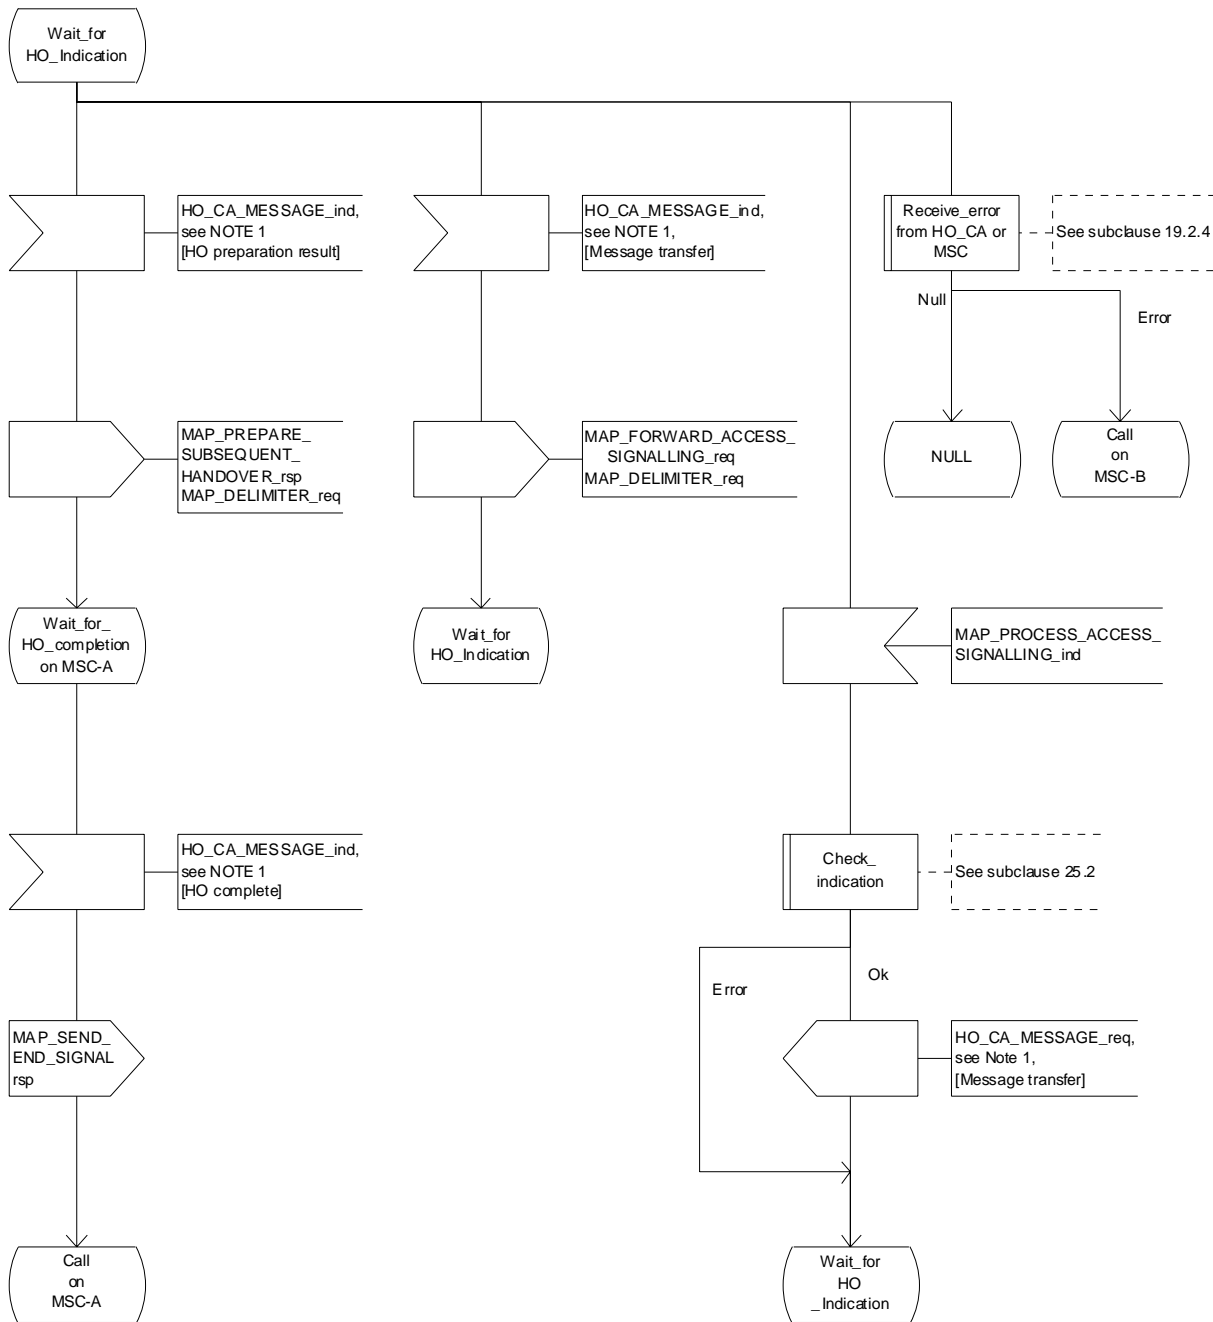 Wait_for
HO_Indication
HO_CA_MESSAGE_ind,
see NOTE 1
[HO preparation result]
HO_CA_MESSAGE_ind,
see NOTE 1,
[Message transfer]
Receive_error
from HO_CA or
MSC
See subclause 19.2.4
Null
Error
MAP_PREPARE_
SUBSEQUENT_
HANDOVER_rsp
MAP_DELIMITER_req
MAP_FORWARD_ACCESS_
SIGNALLING_req
MAP_DELIMITER_req
NULL
Call
on
MSC-B
Wait_for_
HO_completion
on MSC-A
Wait_for
HO_Indication
MAP_PROCESS_ACCESS_
SIGNALLING_ind
HO_CA_MESSAGE_ind,
see NOTE 1
[HO complete]
Check_
indication
See subclause 25.2
Error
Ok
MAP_SEND_
END_SIGNAL
rsp
HO_CA_MESSAGE_req,
see Note 1,
[Message transfer]
Call
on
MSC-A
Wait_for
HO
_Indication